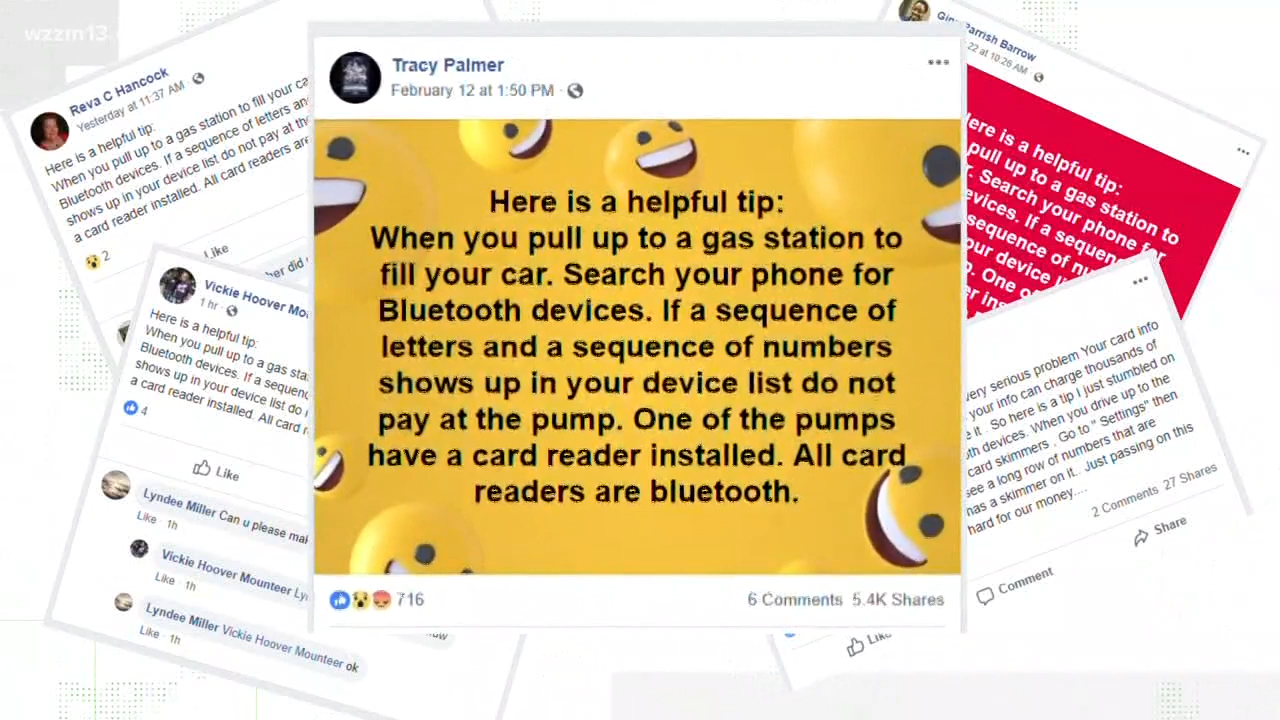 wzzm13.
Reva C Hancock
Yesterday at 11:37 AM
Here is a helpful tip:
When you pull up to a gas station to fill your
Bluetooth devices. If a sequence of letters
shows up in your device list do not pay at
a card reader installed. All card readers are
2
Like
Vickie Hoover
1 hr
Here is a helpful tip:
When you pull up to a gas
Bluetooth devices. If a
shows up in your device list do
a card reader installed. All card
4
Like
Lyndee Miller Can u please
Like · 1h
Vickie Hoover Mounteer
Like · 1h
Lyndee Miller Vickie Hoover Mounteer ok
Like · 1h
Tracy Palmer
February 12 at 1:50 PM
Here is a helpful tip:
When you pull up to a gas station to
fill your car. Search your phone for
Bluetooth devices. If a sequence of
letters and a sequence of numbers
shows up in your device list do not
pay at the pump. One of the pumps
have a card reader installed. All card
readers are bluetooth.
716
6 Comments 5.4K Shares
Parrish Barrow
22 at 10:26 AM
Here is a helpful tip:
pull up to a gas station to
Search your phone for
If a
sequence of
your device
One
very serious problem Your card info
your info can charge thousands of
it.. So here is a tip I just stumbled on
devices. When you drive up to the
card skimmers . Go to " Settings" then
see a long row of numbers that are
has a skimmer on it.. Just passing on this
hard for our money....
2 Comments 27 Shares
Share
Comment